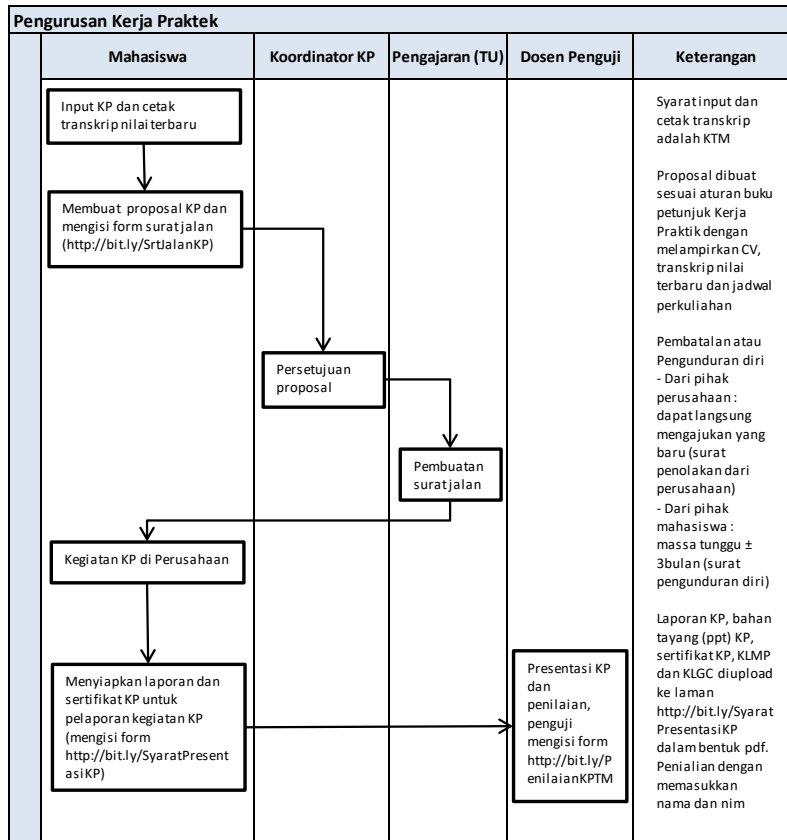 Pengurusan Kerja Praktek
Mahasiswa
Koordinator KP
Pengajaran (TU)
Dosen Penguji
Keterangan
Input KP dan cetak
transkrip nilai terbaru
Syarat input dan
cetak transkrip
adalah KTM
Membuat proposal KP dan
mengisi form surat jalan
(http://bit.ly/SrtJalanKP)
Proposal dibuat
sesuai aturan buku
petunjuk Kerja
Praktik dengan
melampirkan CV,
transkrip nilai
terbaru dan jadwal
perkuliahan
Persetujuan
proposal
Pembuatan
surat jalan
Pembatalan atau
Pengunduran diri
- Dari pihak
perusahaan :
dapat langsung
mengajukan yang
baru (surat
penolakan dari
perusahaan)
- Dari pihak
mahasiswa :
massa tunggu ±
3bulan (surat
pengunduran diri)
Kegiatan KP di Perusahaan
Menyiapkan laporan dan
sertifikat KP untuk
pelaporan kegiatan KP
(mengisi form
http://bit.ly/SyaratPresent
asiKP)
Presentasi KP
dan
penilaian,
penguji
mengisi form
http://bit.ly/P
enilaianKPTM
Laporan KP, bahan
tayang (ppt) KP,
sertifikat KP, KLMP
dan KLGC diupload
ke laman
http://bit.ly/Syarat
PresentasiKP
dalam bentuk pdf.
Penialian dengan
memasukkan
nama dan nim